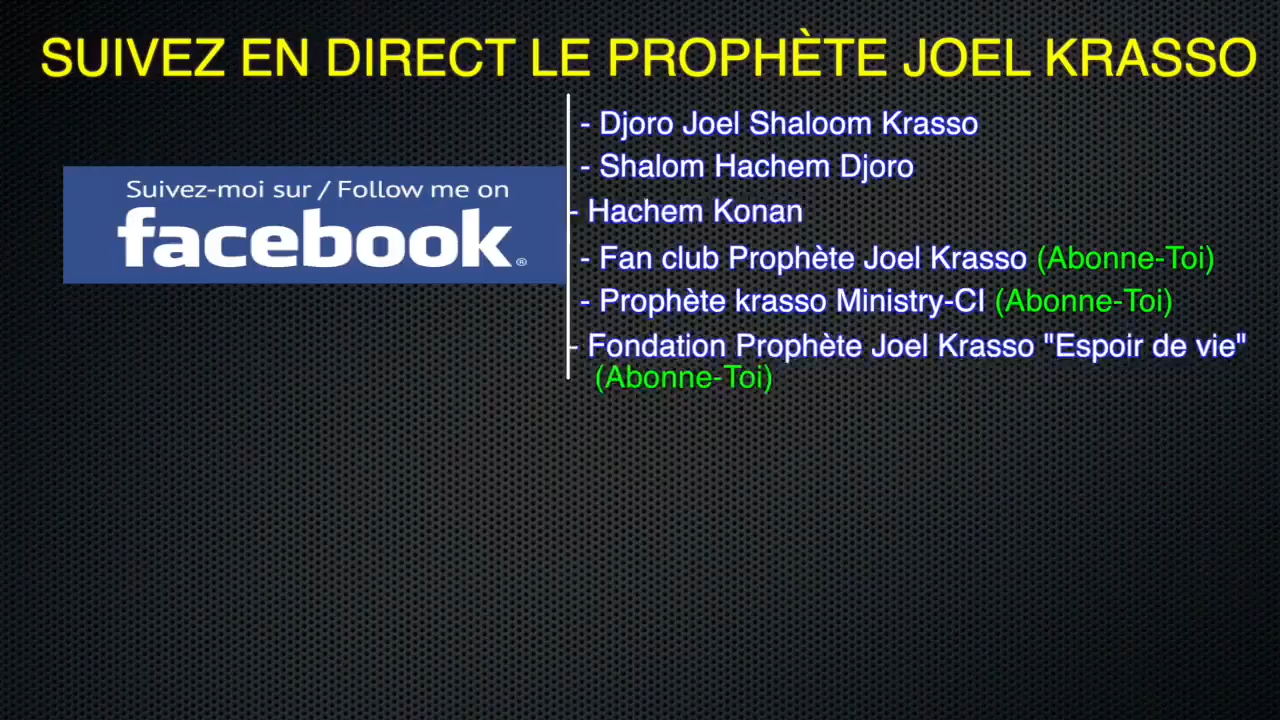 SUIVEZ EN DIRECT LE PROPHÈTE JOEL KRASSO
Suivez-moi sur / Follow me on
facebook®
- Djoro Joel Shaloom Krasso
- Shalom Hachem Djoro
- Hachem Konan
- Fan club Prophète Joel Krasso (Abonne-Toi)
- Prophète krasso Ministry-CI (Abonne-Toi)
- Fondation Prophète Joel Krasso "Espoir de vie"
(Abonne-Toi)